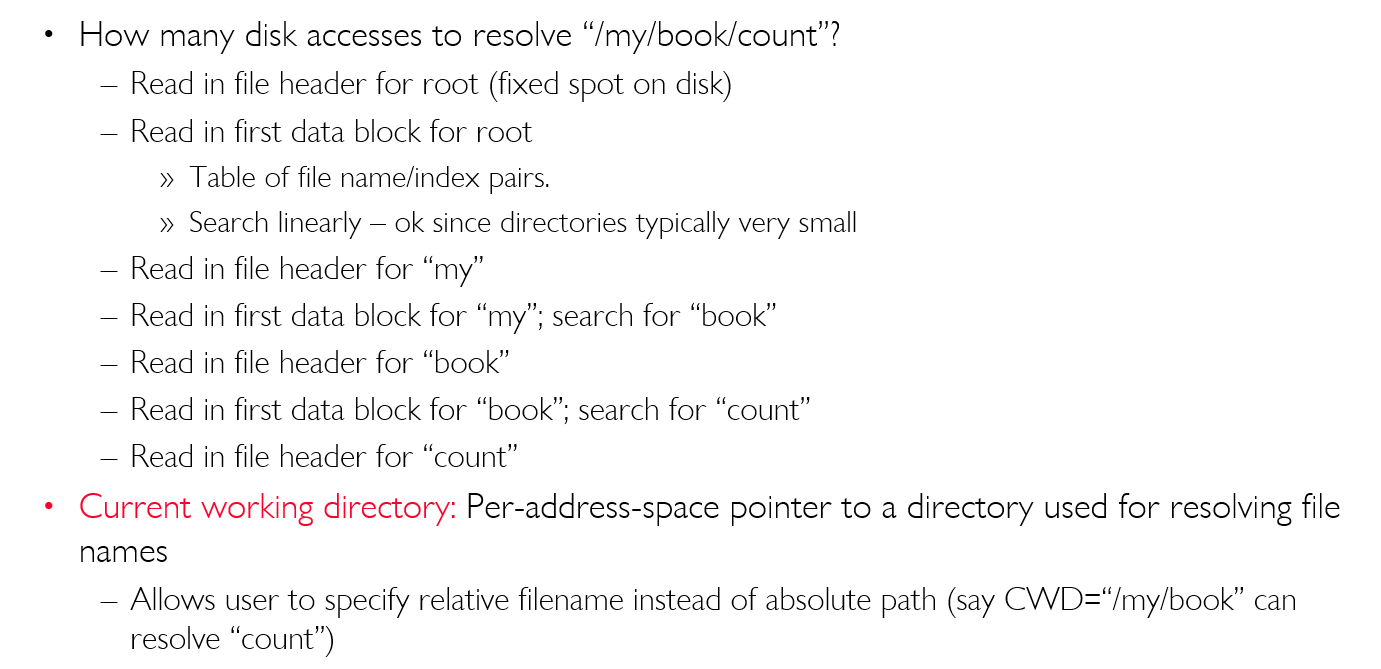 • How many disk accesses to resolve “/my/book/count”?
– Read in file header for root (fixed spot on disk)
– Read in first data block for root
» Table of file name/index pairs.
» Search linearly – ok since directories typically very small
– Read in file header for “my”
– Read in first data block for “my”; search for “book”
– Read in file header for “book”
– Read in first data block for “book”; search for “count”
– Read in file header for “count”
• Current working directory: Per-address-space pointer to a directory used for resolving file
names
– Allows user to specify relative filename instead of absolute path (say CWD=“/my/book” can
resolve “count”)